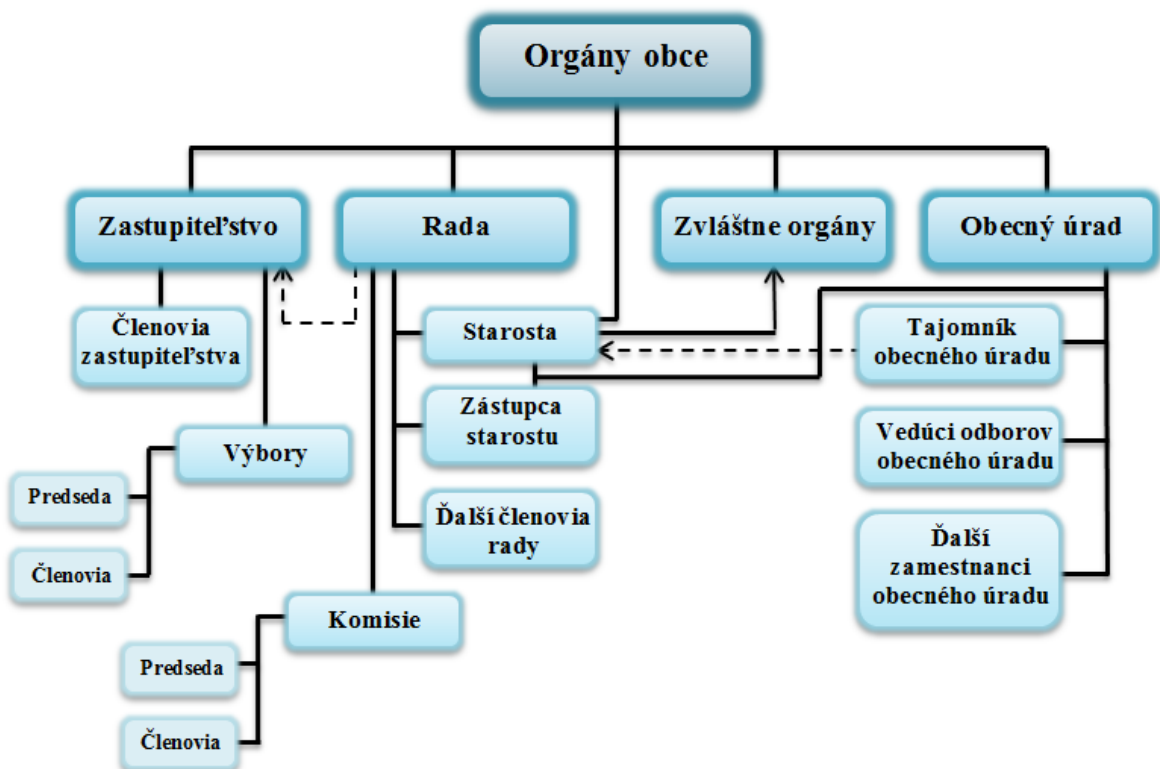 Orgány obce
Zastupiteľstvo
Rada
Zvláštne orgány
Obecný úrad
Členovia
zastupiteľstva
Starosta
Tajomník
obecného úradu
Zástupca
starostu
Vedúci odborov
obecného úradu
Výbory
Predseda
Členovia
Ďalší členovia
rady
Ďalší
zamestnanci
obecného úradu
Komisie
Predseda
Členovia